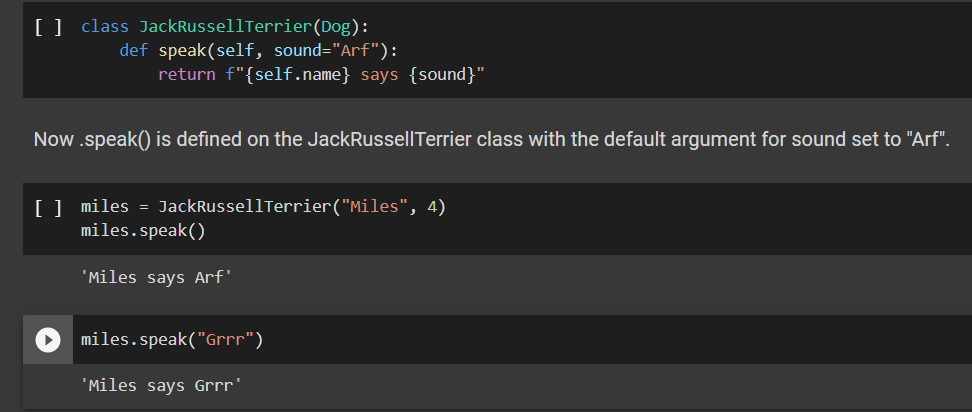 [ ] class JackRussellTerrier(Dog):
def speak(self, sound="Arf"):
return f"{self.name} says {sound}"
Now .speak() is defined on the JackRussellTerrier class with the default argument for sound set to "Arf".
[ ] miles = JackRussellTerrier("Miles", 4)
miles.speak()
'Miles says Arf'
miles.speak("Grrr")
'Miles says Grrr'